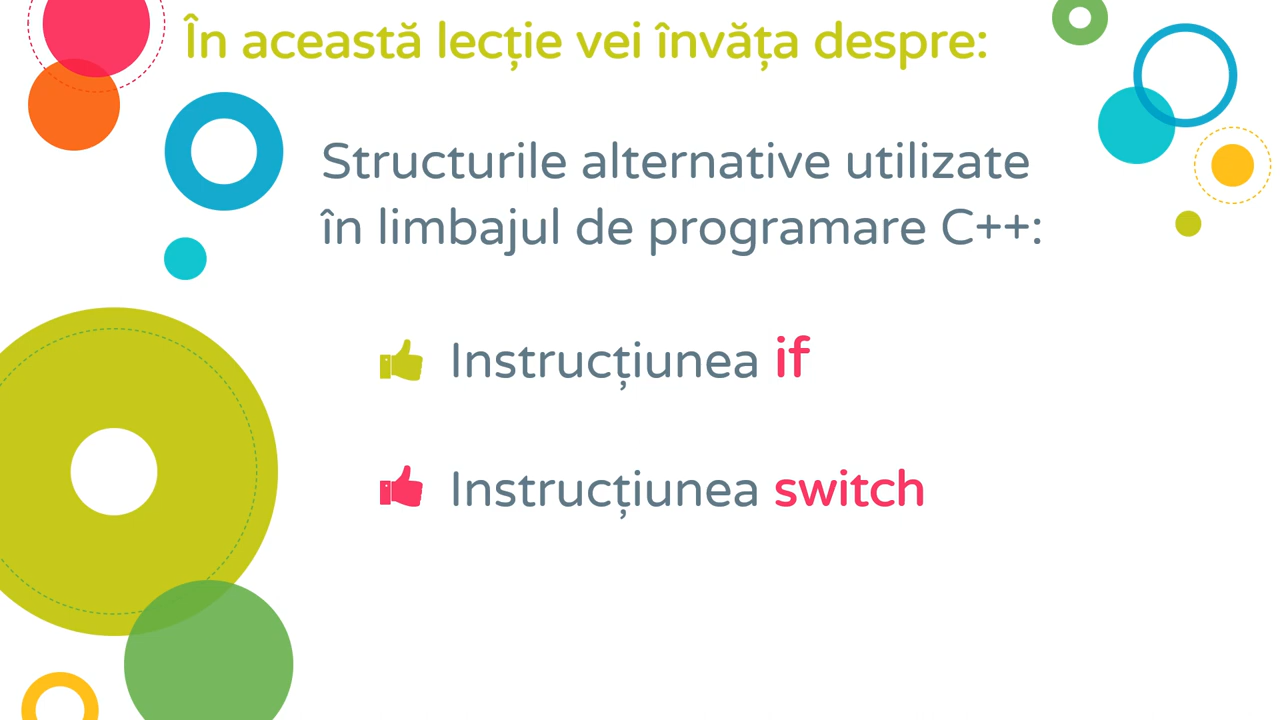 În această lecție vei învăța despre:
Structurile alternative utilizate
în limbajul de programare C++:
Instrucțiunea if
Instrucțiunea switch